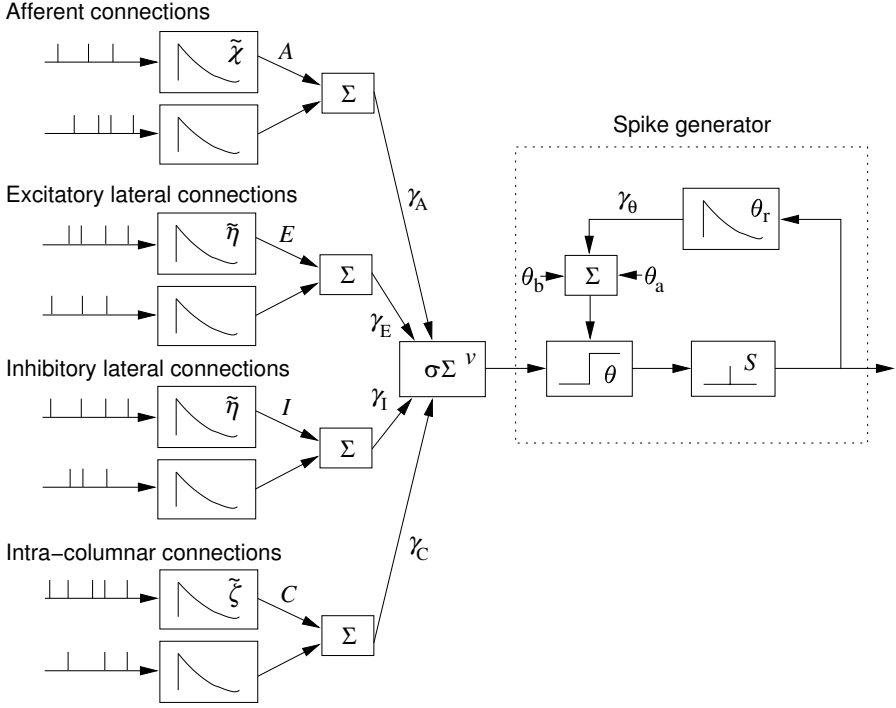 Afferent connections
χ̃
A
Σ
Spike generator
Excitatory lateral connections
γ_A
γ_θ
θ_r
η̃
E
Σ
θ_b
Σ
θ_a
γ_E
Inhibitory lateral connections
σΣ v
θ
S
η̃
I
γ_I
Σ
Intra-columnar connections
γ_C
ζ̃
C
Σ